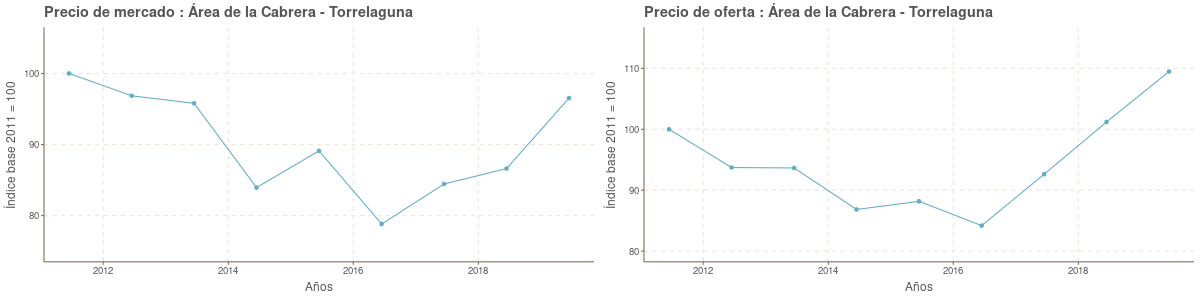 Precio de mercado : Área de la Cabrera - Torrelaguna
Índice base 2011 = 100
100
90
80
2012
2014
2016
2018
Años
Precio de oferta : Área de la Cabrera - Torrelaguna
Índice base 2011 = 100
110
100
90
80
2012
2014
2016
2018
Años